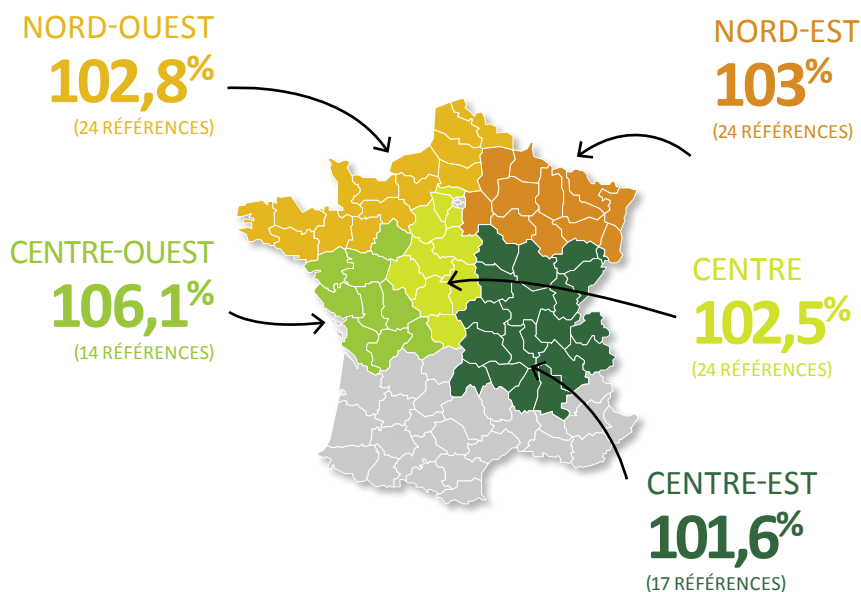 NORD-OUEST
102,8%
(24 RÉFÉRENCES)
NORD-EST
103%
(24 RÉFÉRENCES)
CENTRE-OUEST
106,1%
(14 RÉFÉRENCES)
CENTRE
102,5%
(24 RÉFÉRENCES)
CENTRE-EST
101,6%
(17 RÉFÉRENCES)